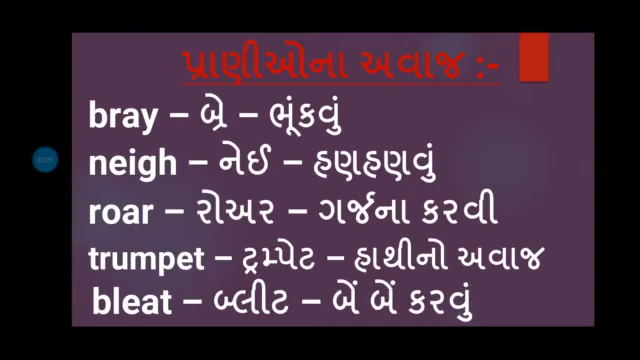 પ્રાણીઓના અવાજ :-
bray – બ્રે – ભૂંકવું
neigh – નેઈ – હણહણવું
roar – રોઅર – ગર્જના કરવી
trumpet – ટ્રમ્પેટ – હાથીનો અવાજ
bleat – બ્લીટ – બેં બેં કરવું